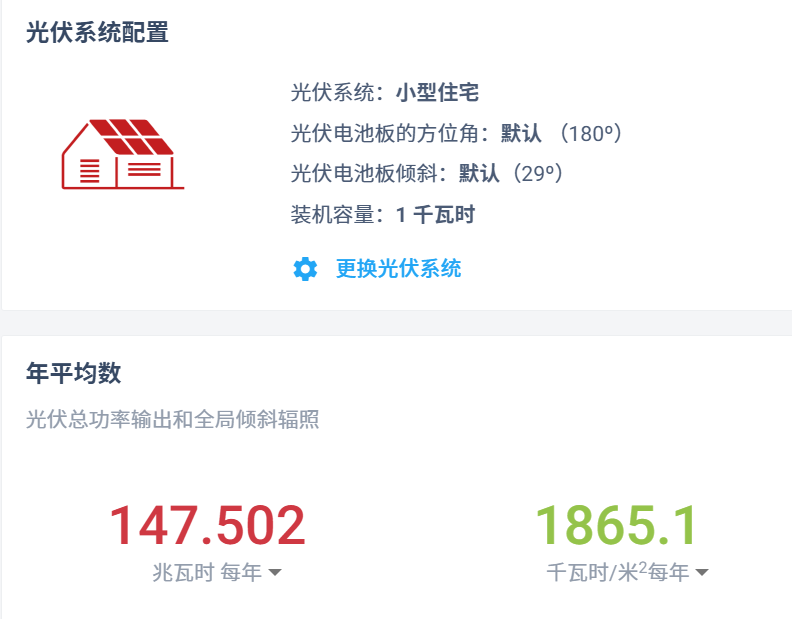 光伏系统配置
光伏系统：小型住宅
光伏电池板的方位角：默认 （180º）
光伏电池板倾斜：默认（29º）
装机容量：1 千瓦时
更换光伏系统
年平均数
光伏总功率输出和全局倾斜辐照
147.502 1865.1
兆瓦时 每年 千瓦时/米²每年